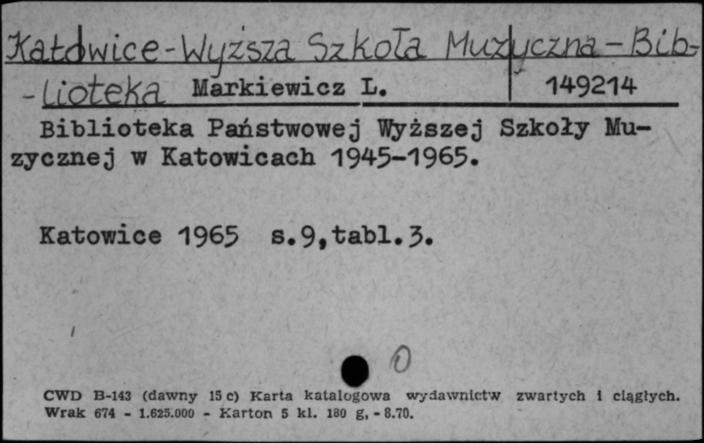 Katowice-Wyższa Szkoła Muzyczna-Bib-
-lioteka Markiewicz L. 149214
Biblioteka Państwowej Wyższej Szkoły Mu-
zycznej w Katowicach 1945-1965.
Katowice 1965 s.9,tabl.3.
0
CWD B-143 (dawny 15 c) Karta katalogowa wydawnictw zwartych i ciągłych.
Wrak 674 - 1.625.000 - Karton 5 kl. 180 g, - 8.70.